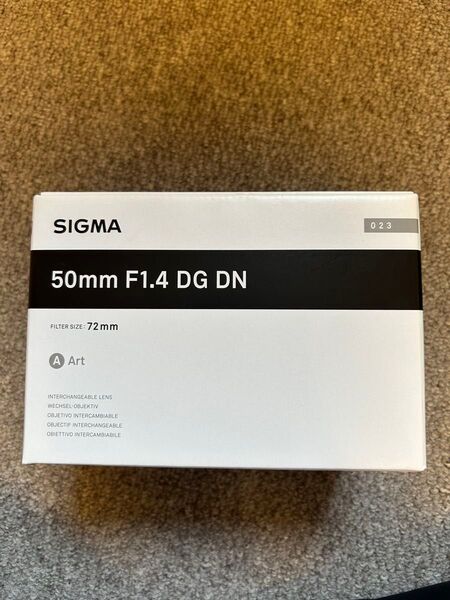 SIGMA
023
50mm F1.4 DG DN
FILTER SIZE: 72mm
A Art
INTERCHANGEABLE LENS
WECHSEL-OBJEKTIV
OBJETIVO INTERCAMBIABLE
OBJECTIF INTERCHANGEABLE
OBIETTIVO INTERCAMBIABILE